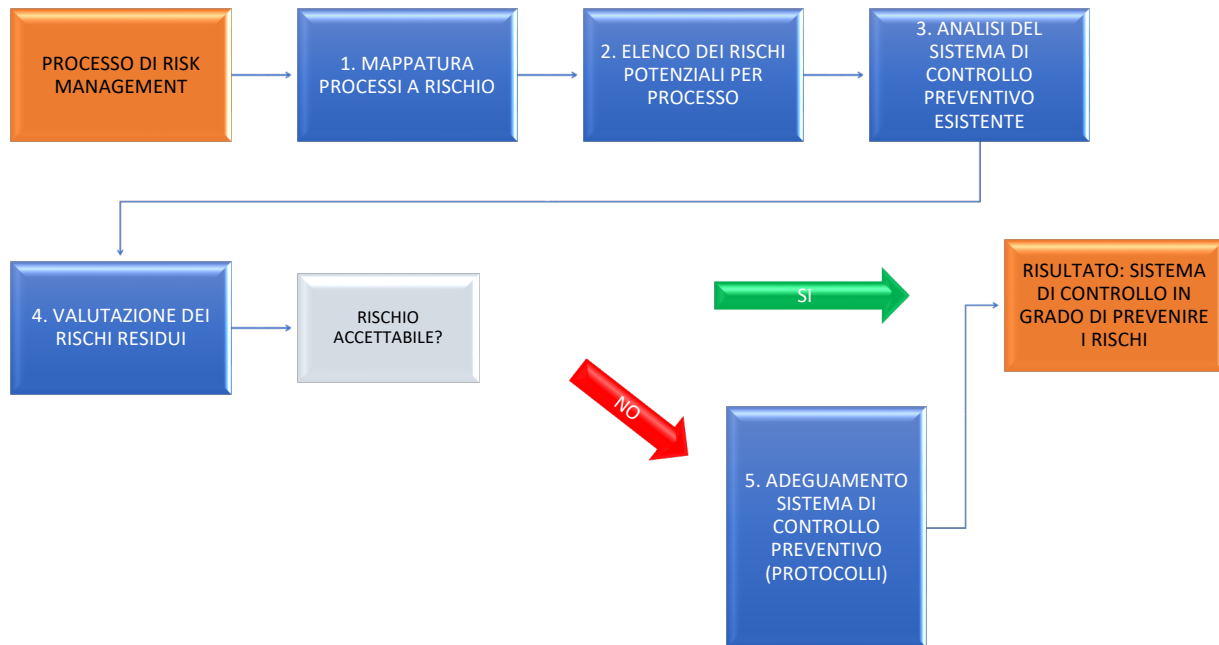 PROCESSO DI RISK
MANAGEMENT
1. MAPPATURA
PROCESSI A RISCHIO
2. ELENCO DEI RISCHI
POTENZIALI PER
PROCESSO
3. ANALISI DEL
SISTEMA DI
CONTROLLO
PREVENTIVO
ESISTENTE
4. VALUTAZIONE DEI
RISCHI RESIDUI
RISCHIO
ACCETTABILE?
SI
RISULTATO: SISTEMA
DI CONTROLLO IN
GRADO DI PREVENIRE
I RISCHI
NO
5. ADEGUAMENTO
SISTEMA DI
CONTROLLO
PREVENTIVO
(PROTOCOLLI)